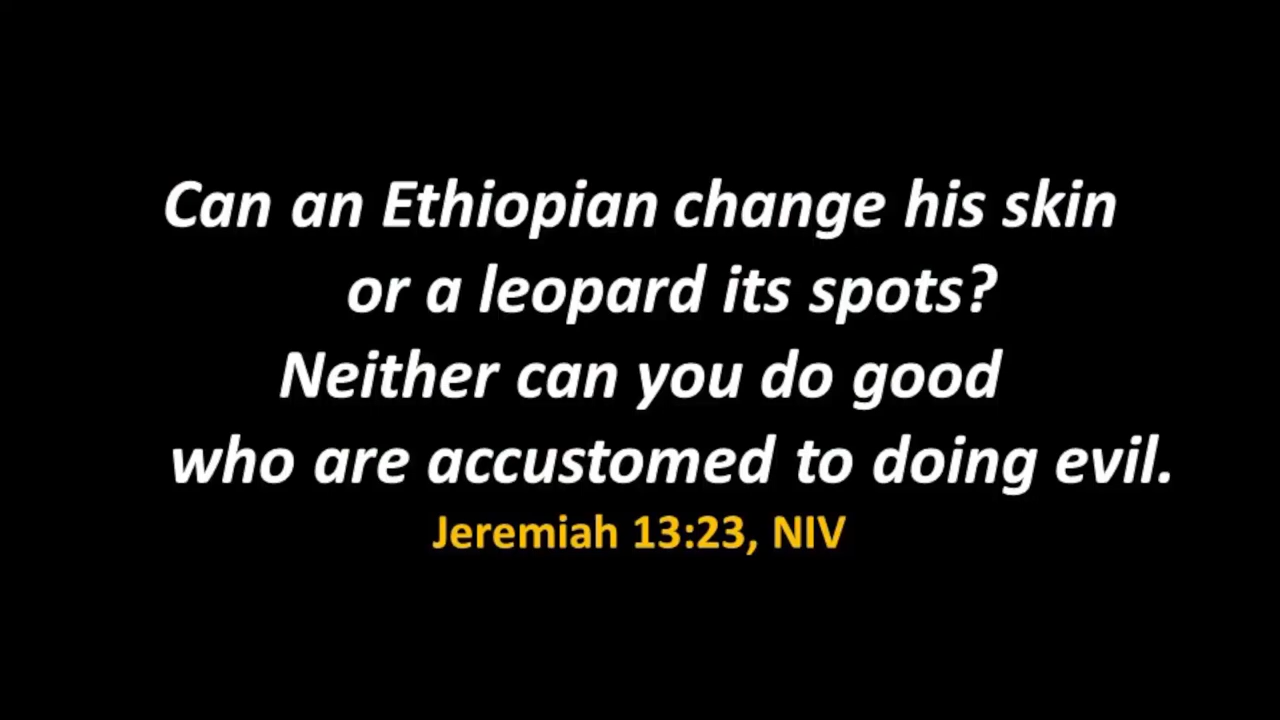 Can an Ethiopian change his skin
or a leopard its spots?
Neither can you do good
who are accustomed to doing evil.
Jeremiah 13:23, NIV